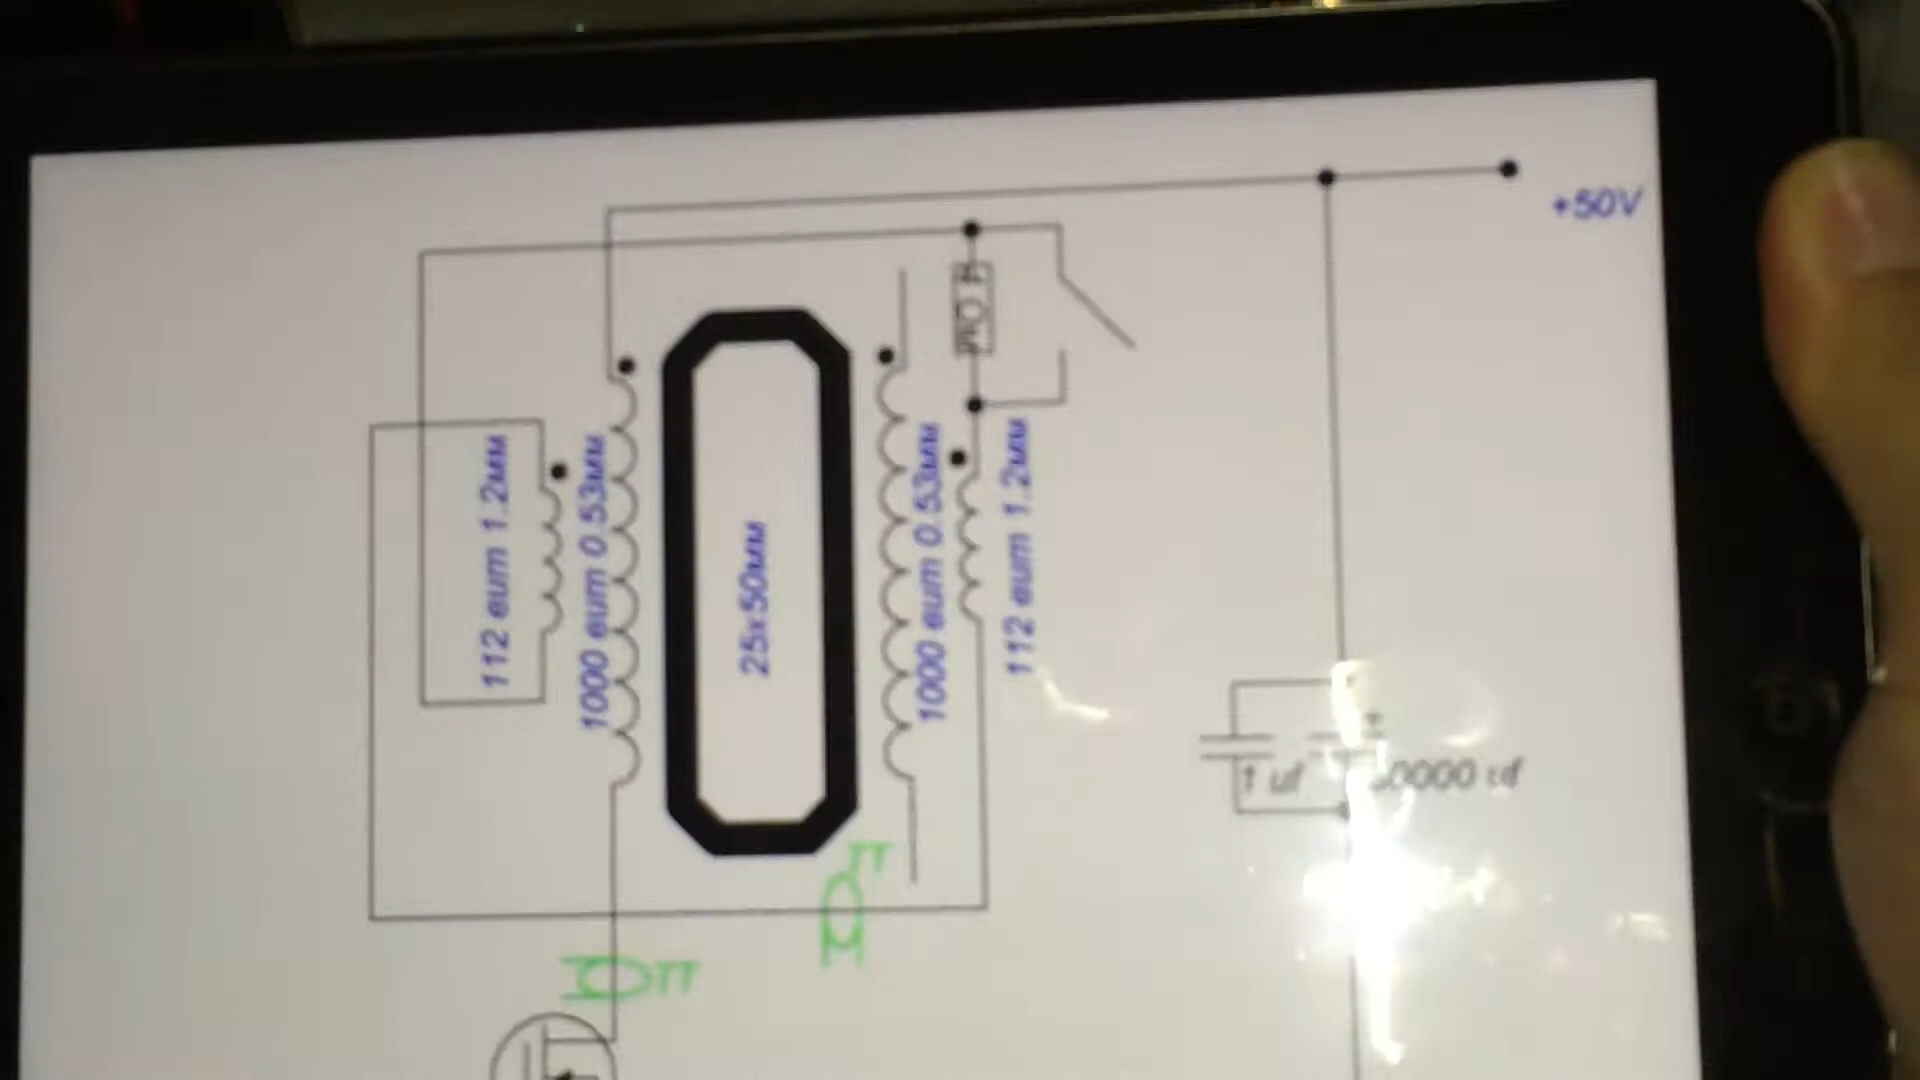 +50V
112 вит 1.2мм
1000 вит 0.53мм
25x50мм
1000 вит 0.53мм
112 вит 1.2мм
1 uf